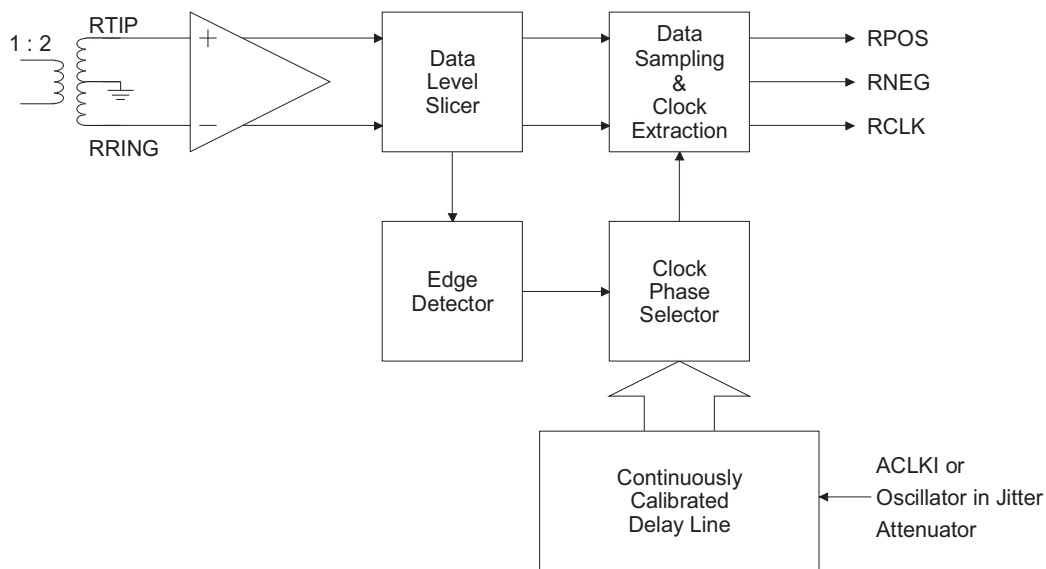 RTIP
1 : 2
+
−
RRING
Data
Level
Slicer
Data
Sampling
&
Clock
Extraction
RPOS
RNEG
RCLK
Edge
Detector
Clock
Phase
Selector
Continuously
Calibrated
Delay Line
ACLKI or
Oscillator in Jitter
Attenuator